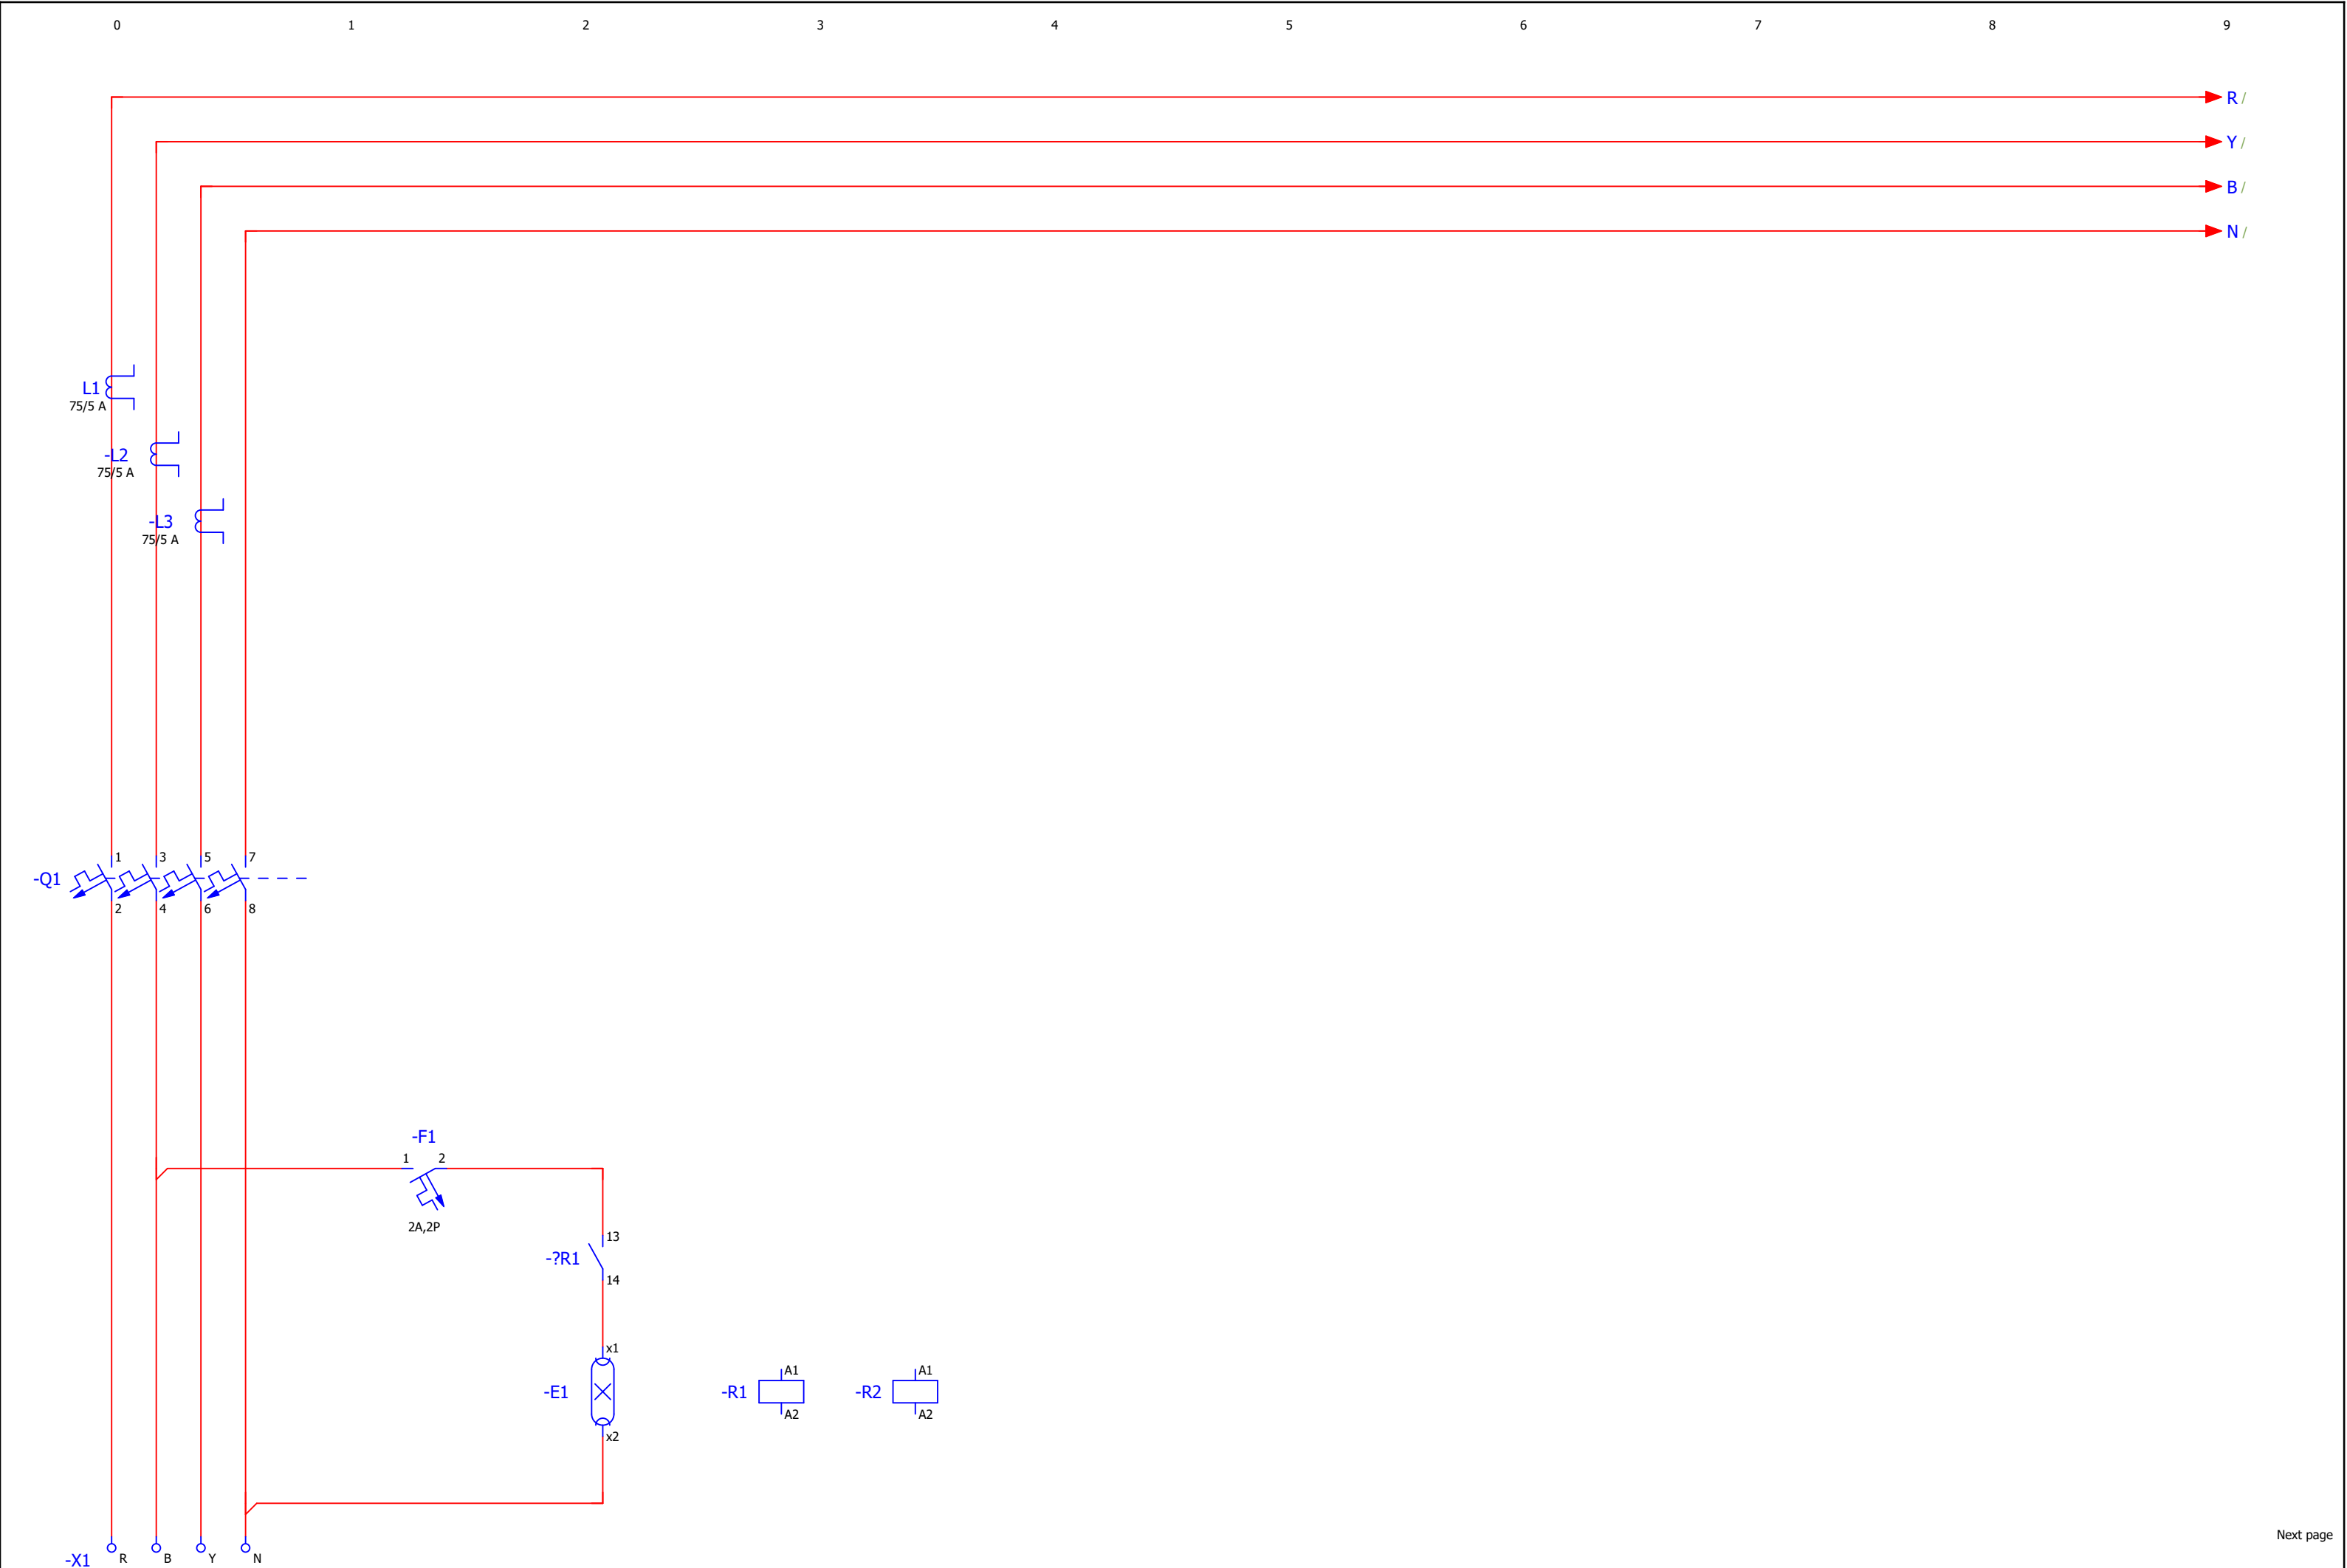 0 1 2 3 4 5 6 7 8 9
R /
Y /
B /
N /
L1
75/5 A
-L2
75/5 A
-L3
75/5 A
1 3 5 7
-Q1
2 4 6 8
-F1
1 2
2A,2P
13
-?R1
14
x1
A1 A1
-E1 -R1 -R2
A2 A2
x2
Next page
-X1 R B Y N